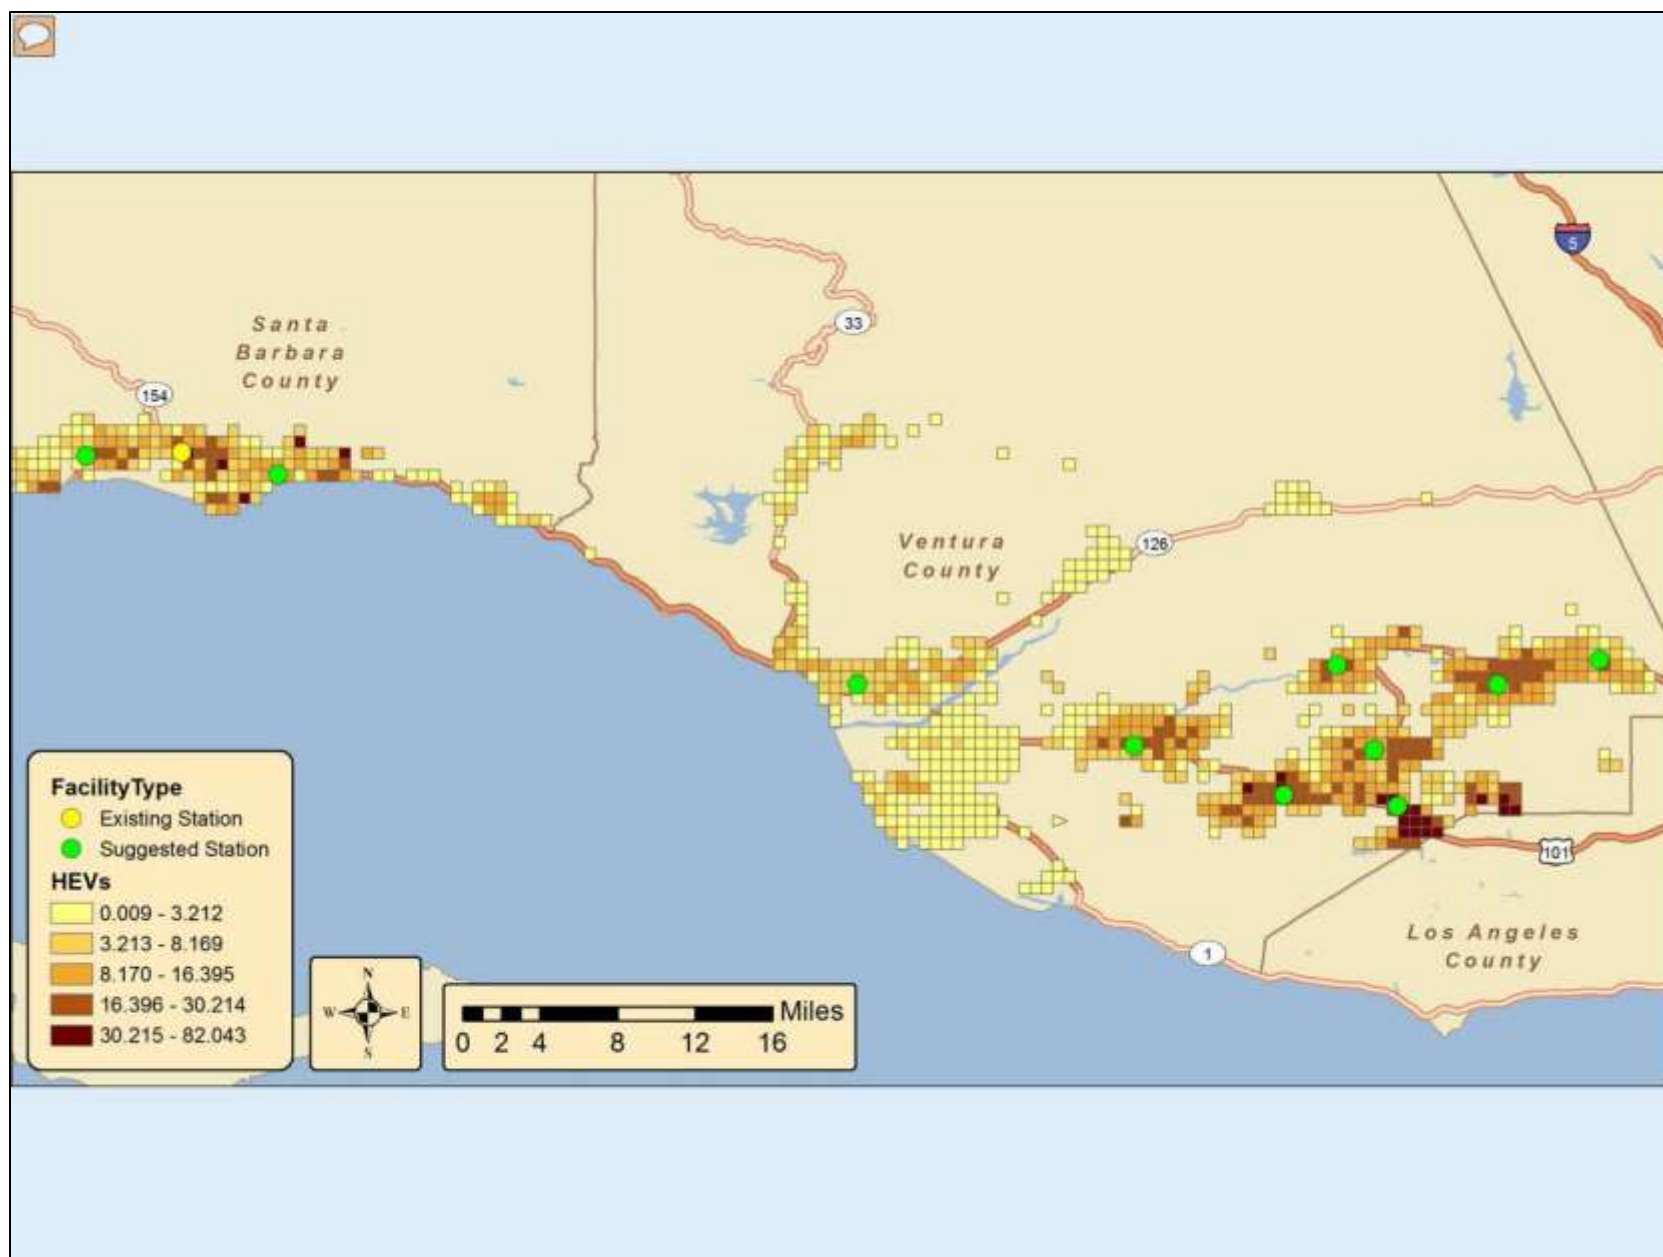 5
33
Santa
Barbara
County
154
Ventura
County
126
FacilityType
Existing Station
Suggested Station
HEVs
0.009 - 3.212
3.213 - 8.169
8.170 - 16.395
16.396 - 30.214
30.215 - 82.043
101
Los Angeles
County
1
N
W E
S
Miles
0 2 4 8 12 16